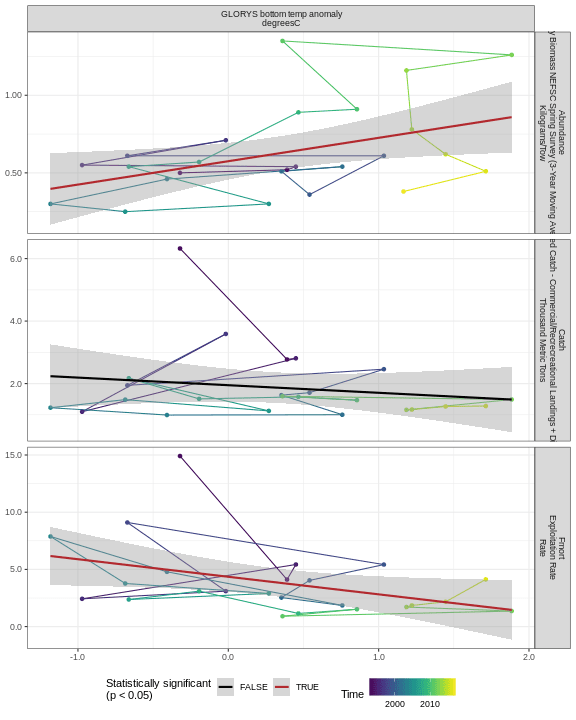 GLORYS bottom temp anomaly
degreesC
1.00
0.50
Abundance
Biomass NEFSC Spring Survey (3-Year Moving
Kilograms/Tow
6.0
4.0
2.0
Catch
Catch - Commercial/Recreational Landings +
Thousand Metric Tons
15.0
10.0
5.0
0.0
Fmort
Exploitation Rate
Rate
-1.0 0.0 1.0 2.0
Statistically significant
(p < 0.05)
FALSE TRUE
Time
2000 2010